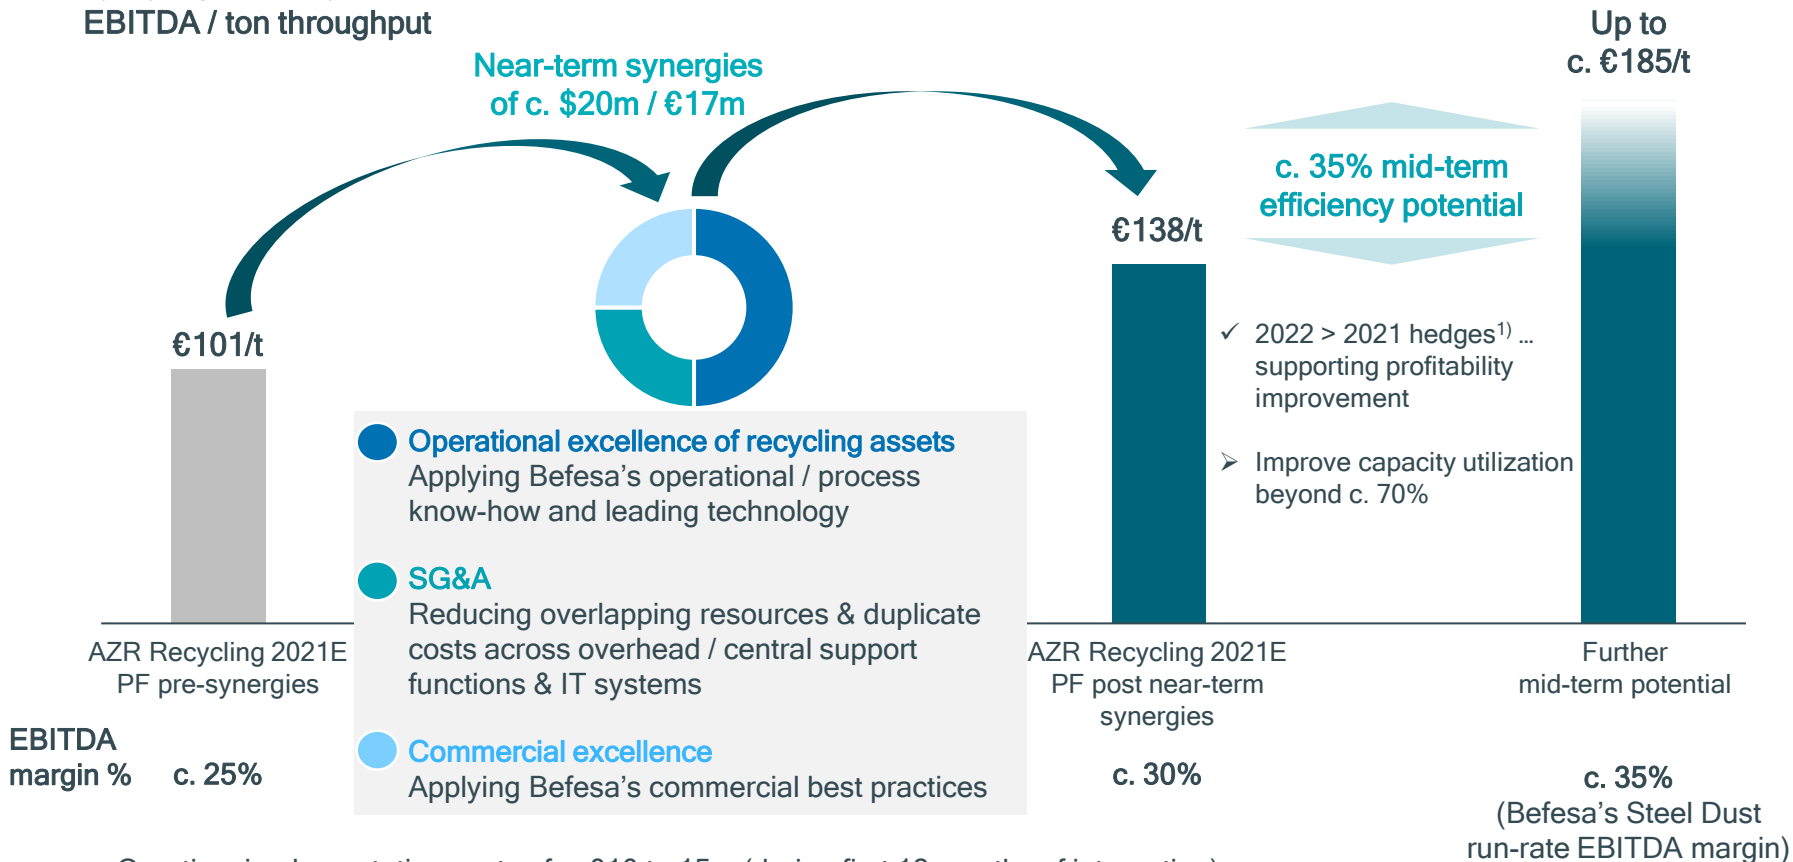 EBITDA / ton throughput
Near-term synergies
of c. $20m / €17m
Up to
c. €185/t
c. 35% mid-term
efficiency potential
€138/t
€101/t
✓ 2022 > 2021 hedges1) ...
supporting profitability
improvement
➢ Improve capacity utilization
beyond c. 70%
Operational excellence of recycling assets
Applying Befesa's operational / process
know-how and leading technology
SG&A
Reducing overlapping resources & duplicate
costs across overhead / central support
functions & IT systems
Commercial excellence
Applying Befesa's commercial best practices
AZR Recycling 2021E
PF pre-synergies
AZR Recycling 2021E
PF post near-term
synergies
Further
mid-term potential
EBITDA
margin %
c. 25%
c. 30%
c. 35%
(Befesa's Steel Dust
run-rate EBITDA margin)